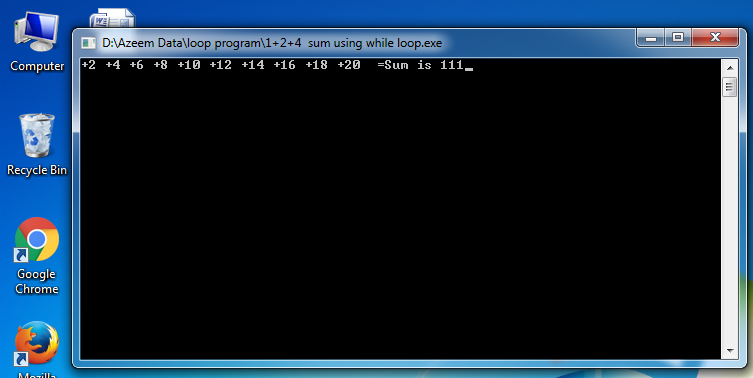 D:\Azeem Data\loop program\1+2+4  sum using while loop.exe
+2 +4 +6 +8 +10 +12 +14 +16 +18 +20  =Sum is 111_
Computer
Recycle Bin
Google
Chrome